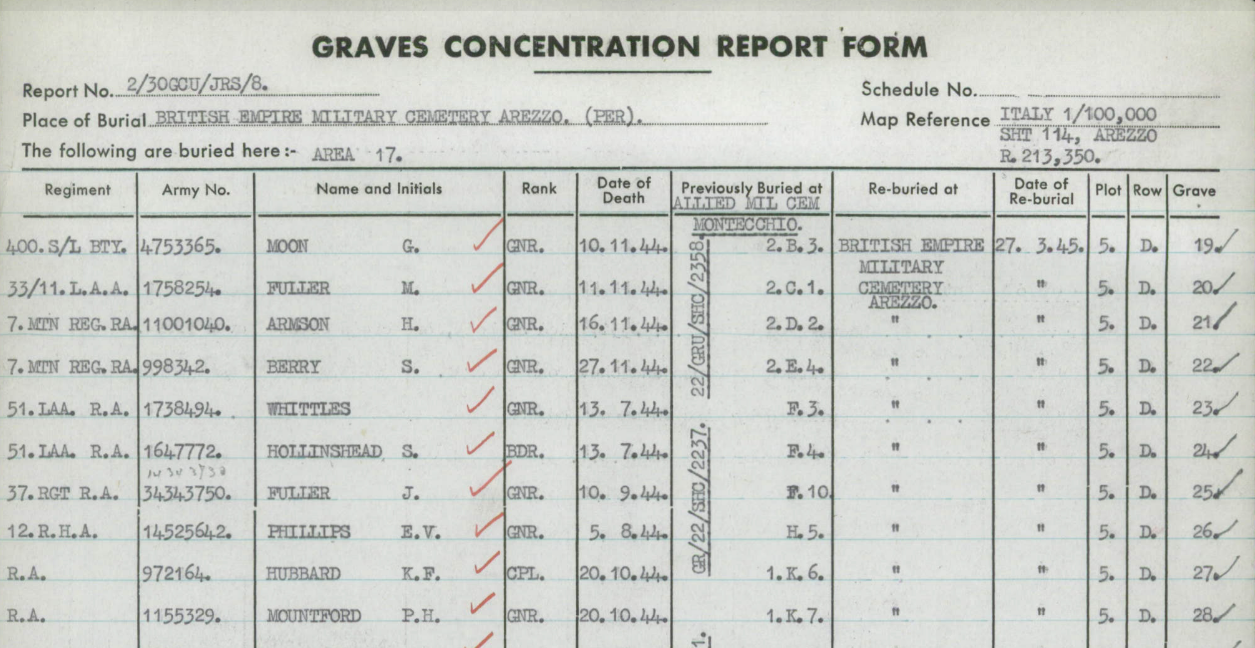 GRAVES CONCENTRATION REPORT FORM
Report No. 2/30GCU/JRS/8. Schedule No.
Place of Burial BRITISH EMPIRE MILITARY CEMETERY AREZZO. (PER). Map Reference ITALY 1/100,000
SHT 114, AREZZO
The following are buried here:- AREA 17. R.213,350.
Regiment Army No. Name and Initials Rank Date of Death Previously Buried at Re-buried at Date of Re-burial Plot Row Grave
ALLIED MIL CEM
MONTECCHIO.
400.S/L BTY. 4753365. MOON G. GNR. 10.11.44. 2.B.3. BRITISH EMPIRE 27. 3.45. 5. D. 19.
MILITARY
33/11.L.A.A. 1758254. FULLER M. GNR. 11.11.44. 2.C.1. CEMETERY " 5. D. 20.
AREZZO.
7.MTN REG.RA. 11001040. ARMSON H. GNR. 16.11.44. 2.D.2. " " 5. D. 21.
7.MTN REG.RA. 998342. BERRY S. GNR. 27.11.44. 2.E.4. " " 5. D. 22.
22/GRU/SHC/2358.
51.LAA. R.A. 1738494. WHITTLES GNR. 13. 7.44. F.3. " " 5. D. 23.
51.LAA. R.A. 1647772. HOLLINSHEAD S. BDR. 13. 7.44. F.4. " " 5. D. 24.
37.RGT R.A. 34343750. FULLER J. GNR. 10. 9.44. F.10. " " 5. D. 25.
12.R.H.A. 14525642. PHILLIPS E.V. GNR. 5. 8.44. H.5. " " 5. D. 26.
GR/22/SHC/2237.
R.A. 972164. HUBBARD K.F. CPL. 20.10.44. 1.K.6. " " 5. D. 27.
R.A. 1155329. MOUNTFORD P.H. GNR. 20.10.44. 1.K.7. " " 5. D. 28.
1.